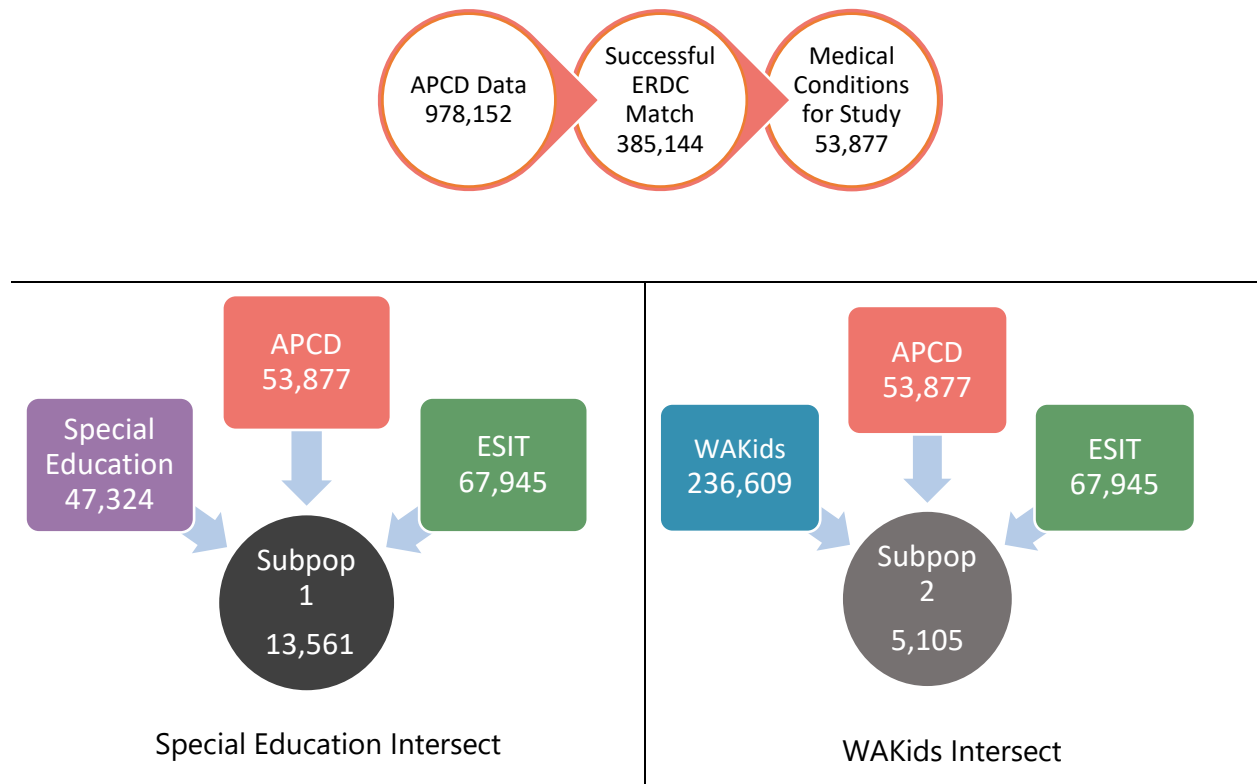 APCD Data
978,152
Successful
ERDC
Match
385,144
Medical
Conditions
for Study
53,877
APCD
53,877
Special
Education
47,324
ESIT
67,945
Subpop
1
13,561
Special Education Intersect
APCD
53,877
WAKids
236,609
ESIT
67,945
Subpop
2
5,105
WAKids Intersect